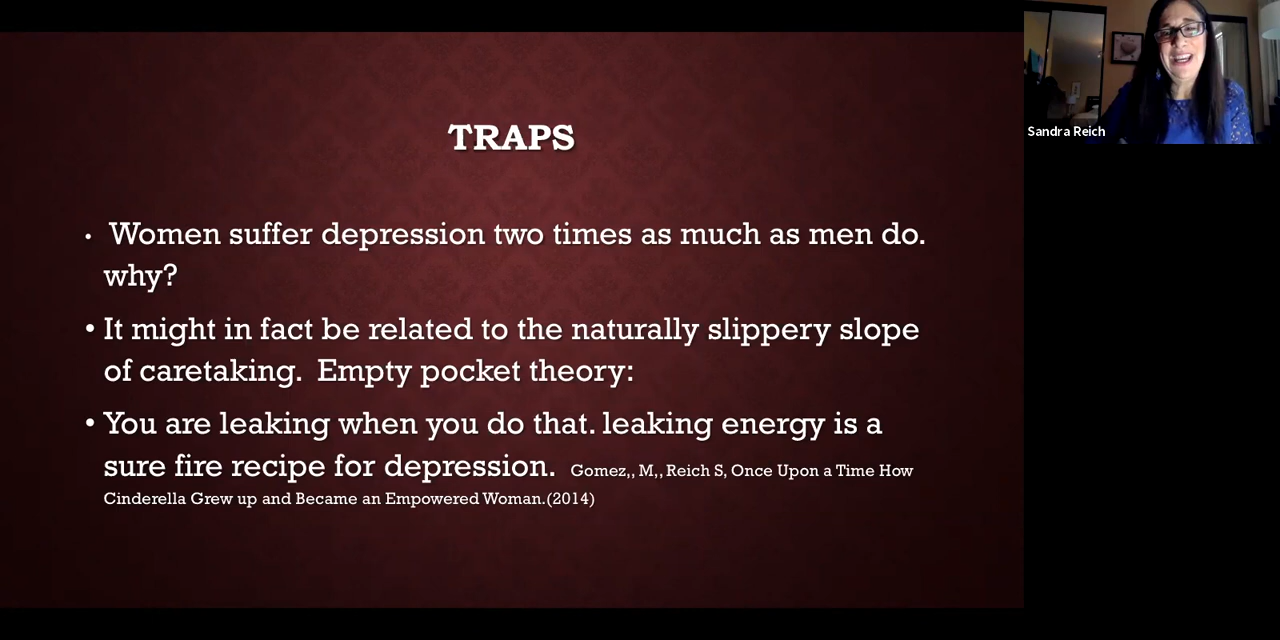 TRAPS
• Women suffer depression two times as much as men do.
why?
• It might in fact be related to the naturally slippery slope
of caretaking.  Empty pocket theory:
• You are leaking when you do that. leaking energy is a
sure fire recipe for depression.  Gomez,, M,, Reich S, Once Upon a Time How
Cinderella Grew up and Became an Empowered Woman.(2014)
Sandra Reich